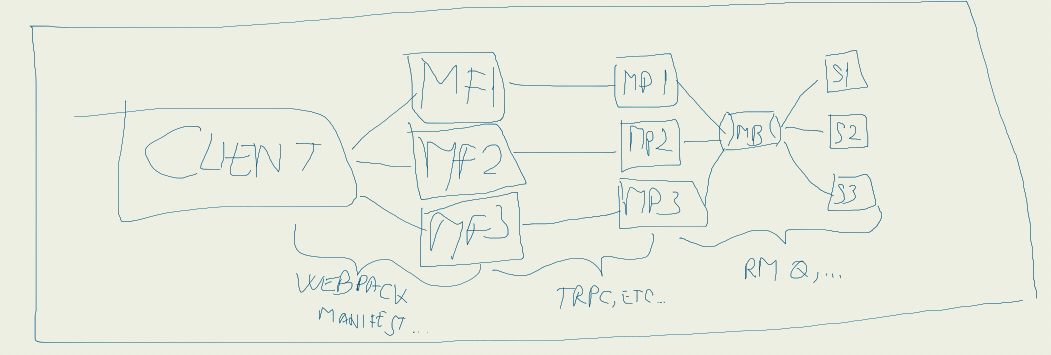 CLIENT
MF1
MF2
MF3
MP1
MP2
MP3
MB
S1
S2
S3
WEBPACK
MANIFEST...
TRPC, ETC...
RMQ,...